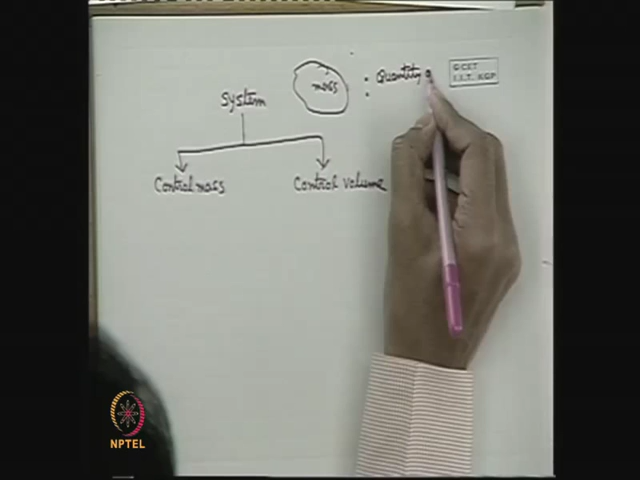 mass : Quantity
System
Control mass
Control volume
G CET
I.I.T. KGP
NPTEL